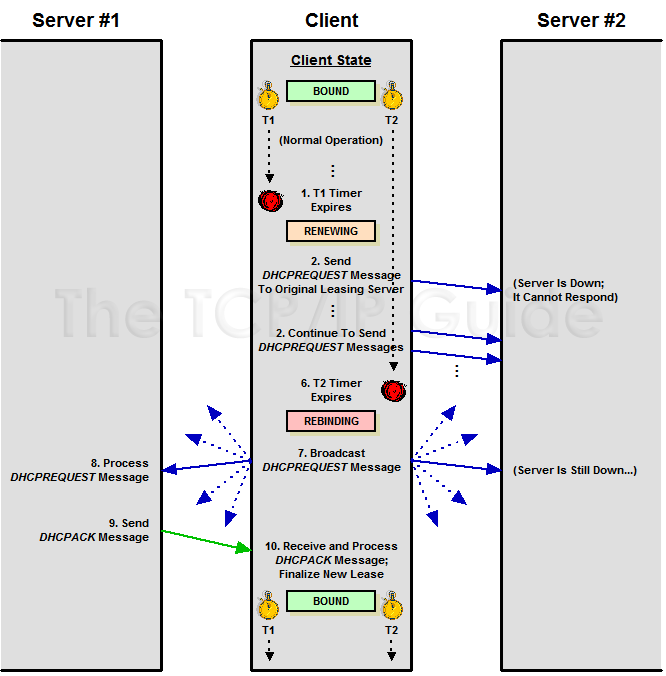 Server #1
Client
Server #2
Client State
BOUND
T1
T2
(Normal Operation)
1. T1 Timer
Expires
RENEWING
2. Send
DHCPREQUEST Message
To Original Leasing Server
(Server Is Down;
It Cannot Respond)
The TCP/IP Guide
2. Continue To Send
DHCPREQUEST Messages
6. T2 Timer
Expires
REBINDING
7. Broadcast
DHCPREQUEST Message
8. Process
DHCPREQUEST Message
(Server Is Still Down...)
9. Send
DHCPACK Message
10. Receive and Process
DHCPACK Message;
Finalize New Lease
BOUND
T1
T2